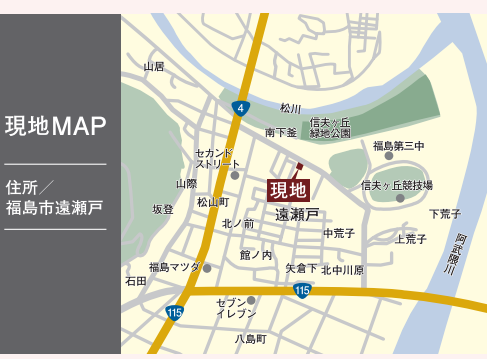 現地MAP
住所／
福島市遠瀬戸
山居
4
松川
信夫ヶ丘
緑地公園
南下釜
福島第三中
セカンド
ストリート
山際
現地
信夫ヶ丘競技場
松山町
坂登
遠瀬戸
下荒子
北ノ前
中荒子
上荒子
阿武隈川
館ノ内
福島マツダ
矢倉下
北中川原
石田
115
115
セブン
イレブン
八島町